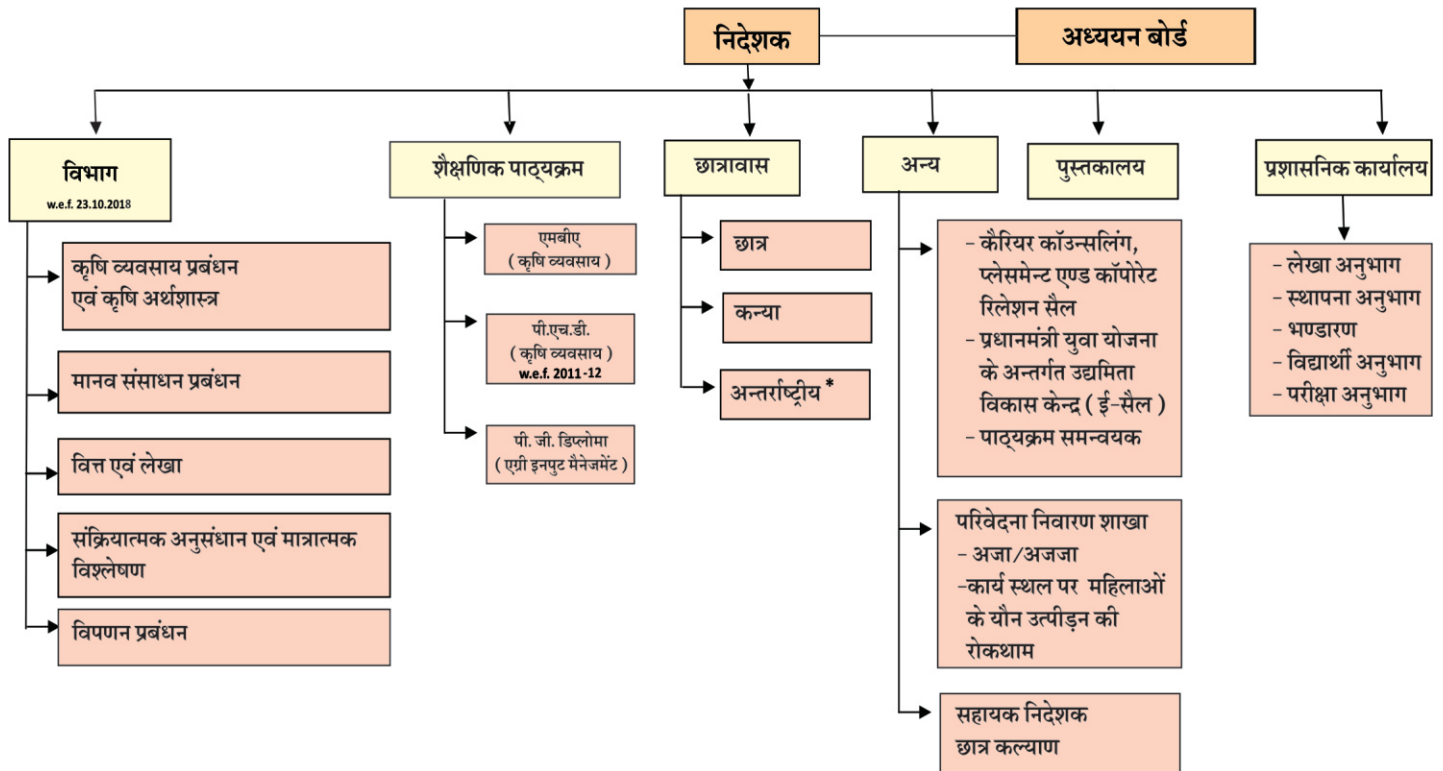 निदेशक
अध्ययन बोर्ड
विभाग
w.e.f. 23.10.2018
कृषि व्यवसाय प्रबंधन
एवं कृषि अर्थशास्त्र
मानव संसाधन प्रबंधन
वित्त एवं लेखा
संक्रियात्मक अनुसंधान एवं मात्रात्मक
विश्लेषण
विपणन प्रबंधन
शैक्षणिक पाठ्यक्रम
एमबीए
( कृषि व्यवसाय )
पी.एच.डी.
( कृषि व्यवसाय )
w.e.f. 2011-12
पी. जी. डिप्लोमा
( एग्री इनपुट मैनेजमेंट )
छात्रावास
छात्र
कन्या
अन्तर्राष्ट्रीय *
अन्य
- कैरियर कॉउन्सलिंग,
प्लेसमेन्ट एण्ड कॉपोरेट
रिलेशन सैल
- प्रधानमंत्री युवा योजना
के अन्तर्गत उद्यमिता
विकास केन्द्र ( ई-सैल )
- पाठ्यक्रम समन्वयक
परिवेदना निवारण शाखा
- अजा/अजजा
-कार्य स्थल पर महिलाओं
के यौन उत्पीड़न की
रोकथाम
सहायक निदेशक
छात्र कल्याण
पुस्तकालय
प्रशासनिक कार्यालय
- लेखा अनुभाग
- स्थापना अनुभाग
- भण्डारण
- विद्यार्थी अनुभाग
- परीक्षा अनुभाग